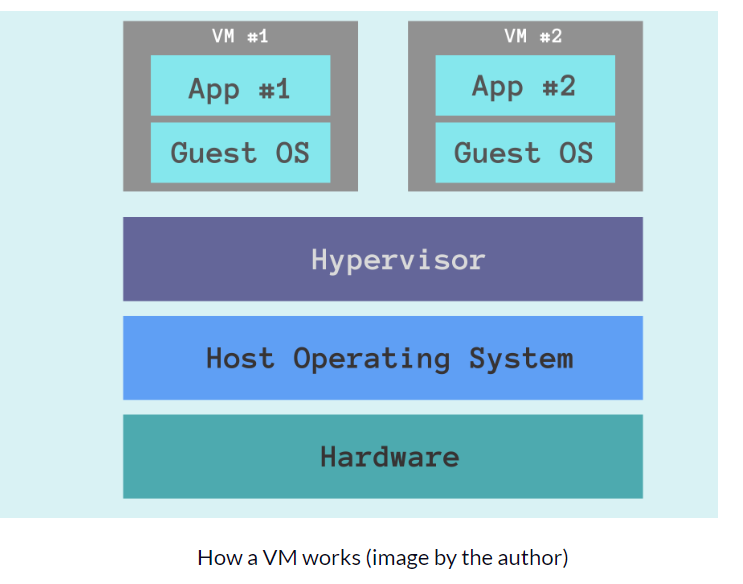 VM #1
VM #2
App #1
App #2
Guest OS
Guest OS
Hypervisor
Host Operating System
Hardware
How a VM works (image by the author)